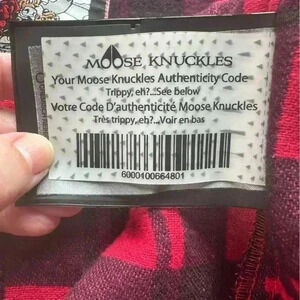 MOOSE KNUCKLES
Your Moose Knuckles Authenticity Code
Trippy, eh?...See below
Votre Code D'authenticité Moose Knuckles
Très trippy, eh?...Voir en bas
6000100664801